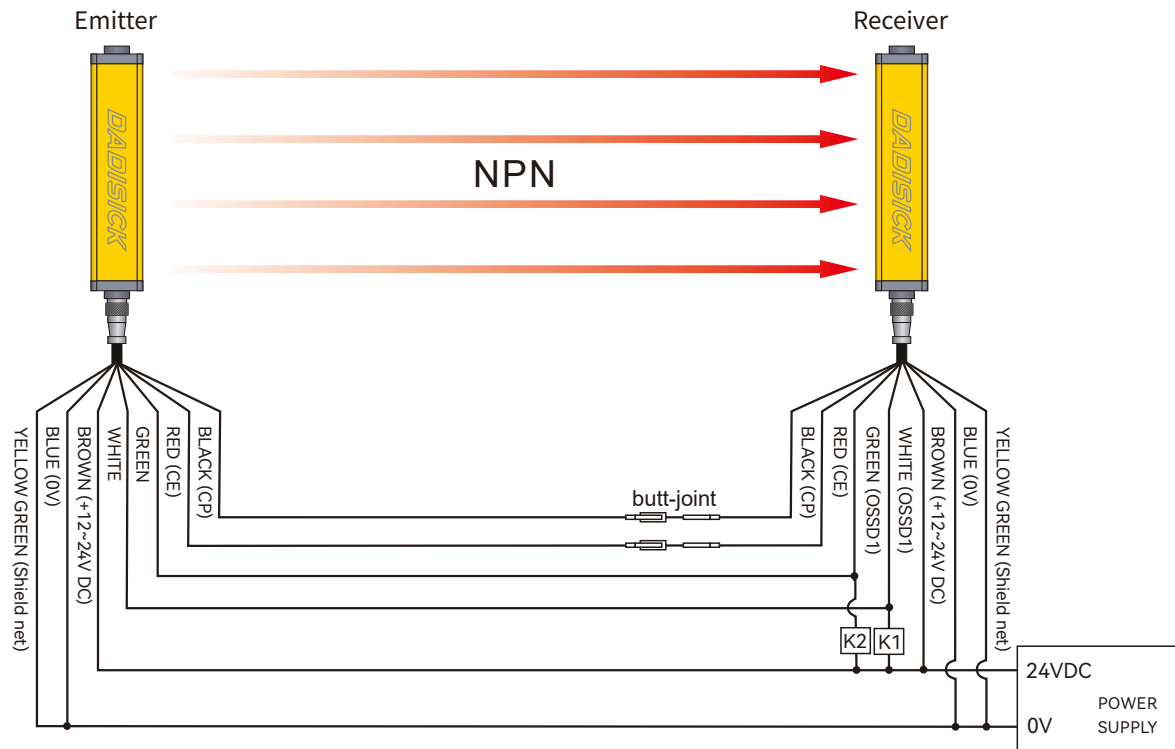 Emitter
Receiver
DADISICK
NPN
DADISICK
YELLOW GREEN (Shield net)
BLUE (0V)
BROWN (+12~24V DC)
WHITE
GREEN
RED (CE)
BLACK (CP)
butt-joint
BLACK (CP)
RED (CE)
GREEN (OSSD1)
WHITE (OSSD1)
BROWN (+12~24V DC)
BLUE (0V)
YELLOW GREEN (Shield net)
K2
K1
24VDC
POWER
SUPPLY
0V